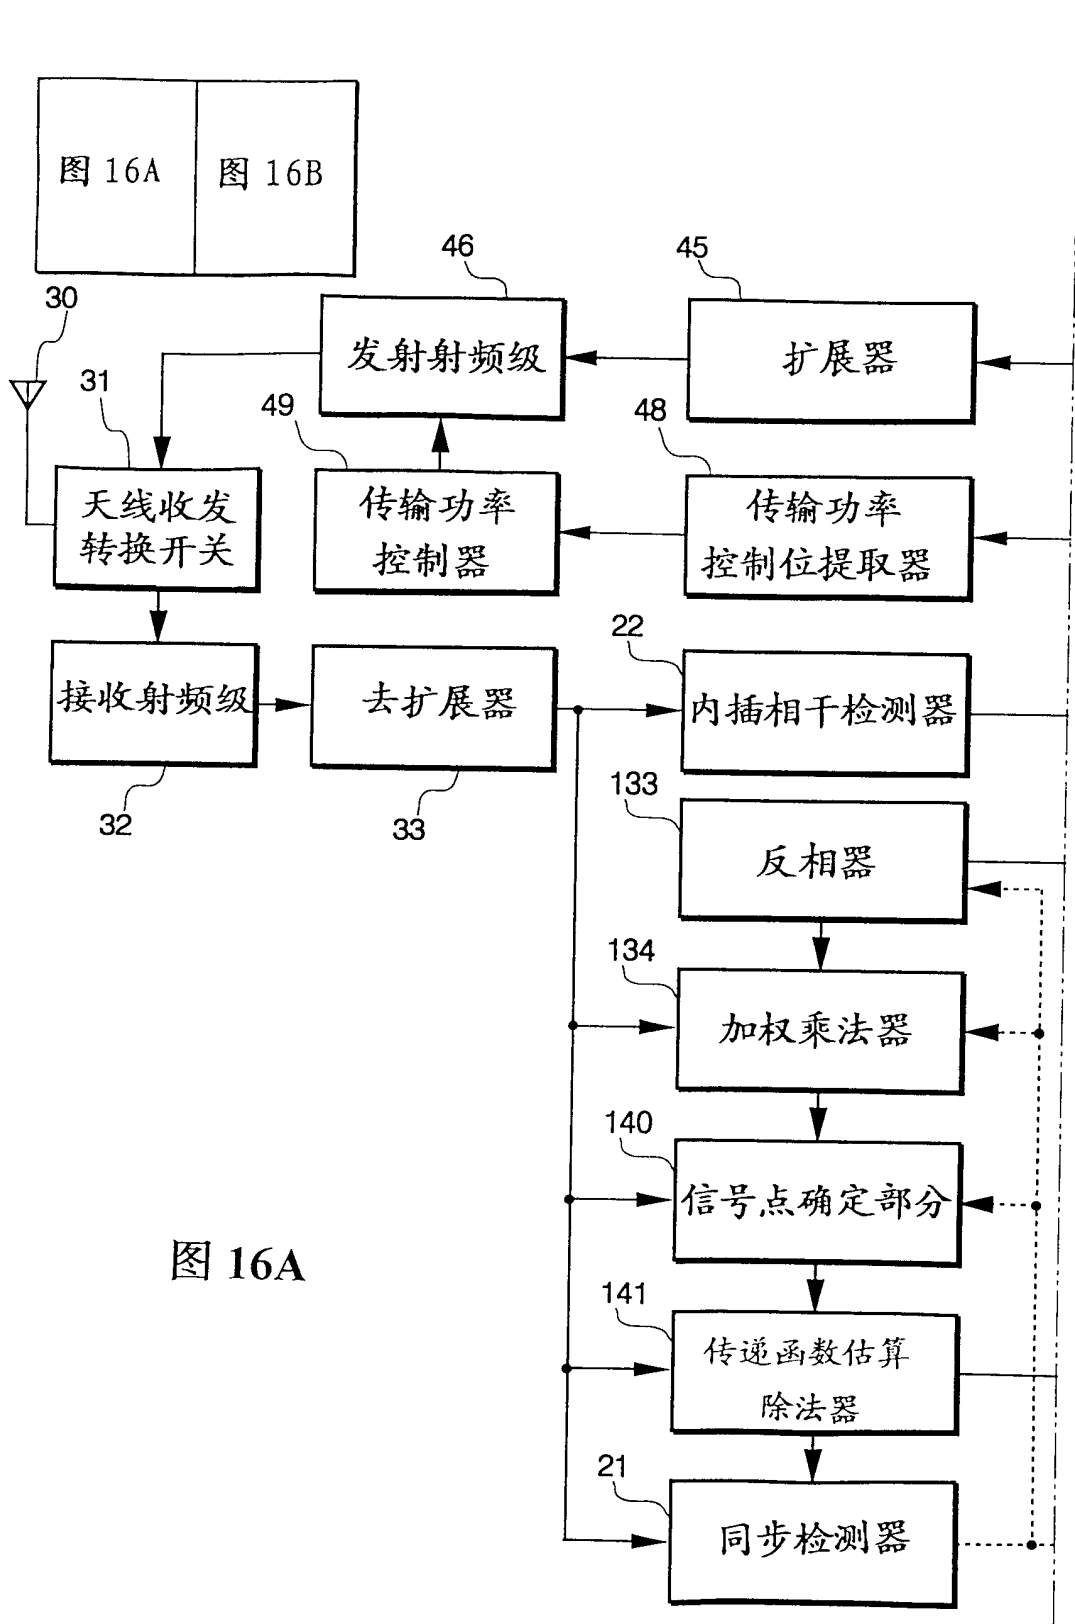 图 16A
图 16B
46
45
30
发射射频级
扩展器
31
49
48
天线收发
转换开关
传输功率
控制器
传输功率
控制位提取器
22
接收射频级
去扩展器
内插相干检测器
32
33
133
反相器
134
加权乘法器
140
信号点确定部分
图 16A
141
传递函数估算
除法器
21
同步检测器